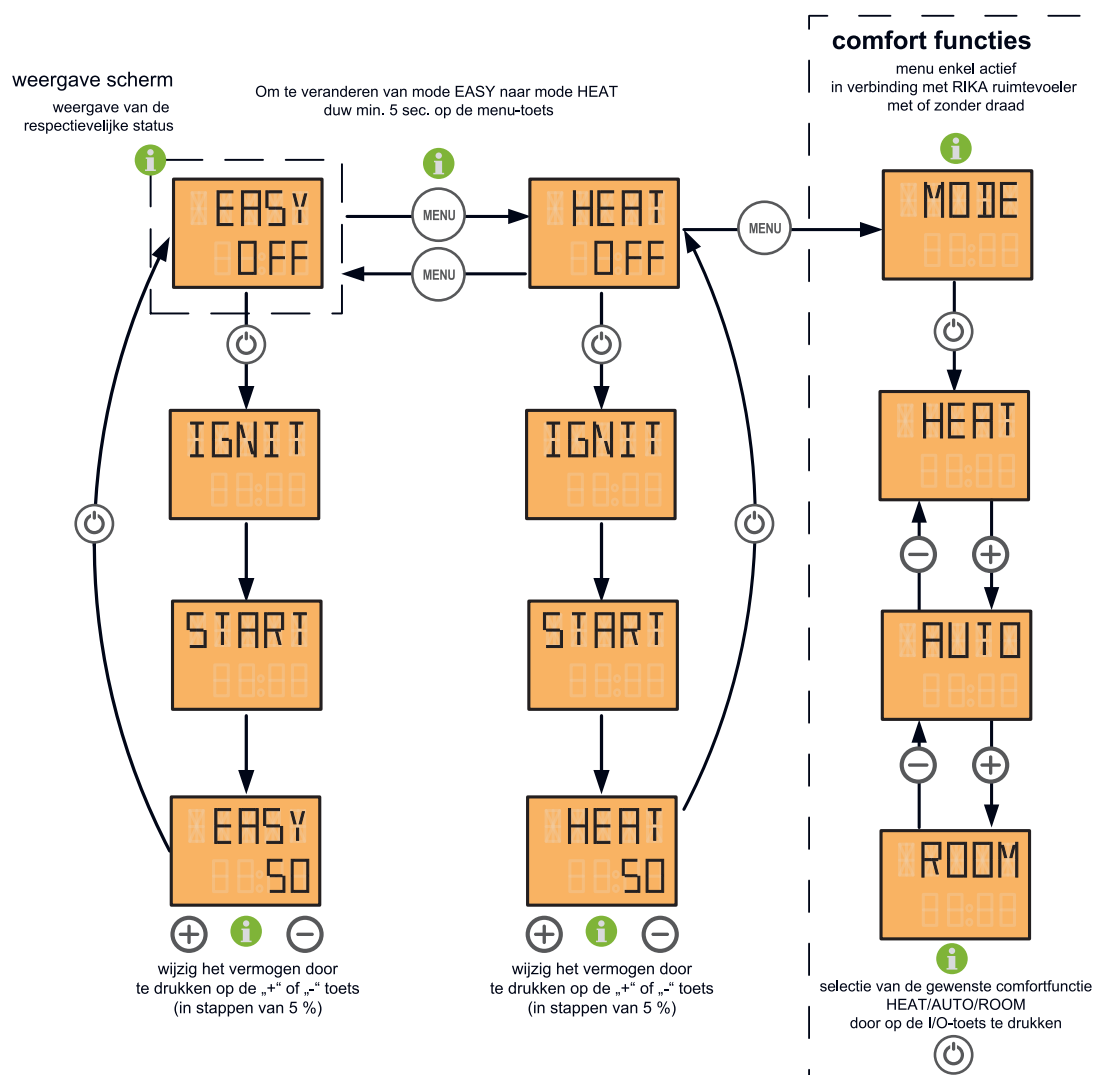 weergave scherm
weergave van de
respectievelijke status
Om te veranderen van mode EASY naar mode HEAT
duw min. 5 sec. op de menu-toets
EASY
OFF
MENU
MENU
HEAT
OFF
IGNIT
START
EASY
50
wijzig het vermogen door
te drukken op de „+“ of „-“ toets
(in stappen van 5 %)
IGNIT
START
HEAT
50
wijzig het vermogen door
te drukken op de „+“ of „-“ toets
(in stappen van 5 %)
MENU
comfort functies
menu enkel actief
in verbinding met RIKA ruimtevoeler
met of zonder draad
MODE
HEAT
AUTO
ROOM
selectie van de gewenste comfortfunctie
HEAT/AUTO/ROOM
door op de I/O-toets te drukken